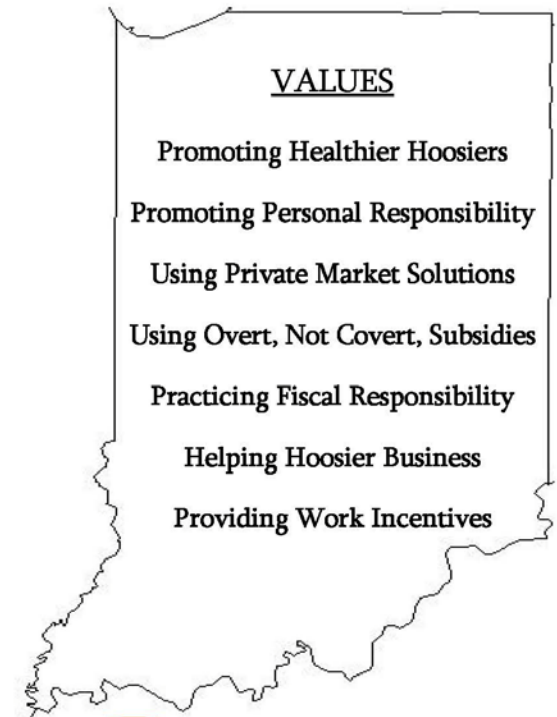 VALUES
Promoting Healthier Hoosiers
Promoting Personal Responsibility
Using Private Market Solutions
Using Overt, Not Covert, Subsidies
Practicing Fiscal Responsibility
Helping Hoosier Business
Providing Work Incentives